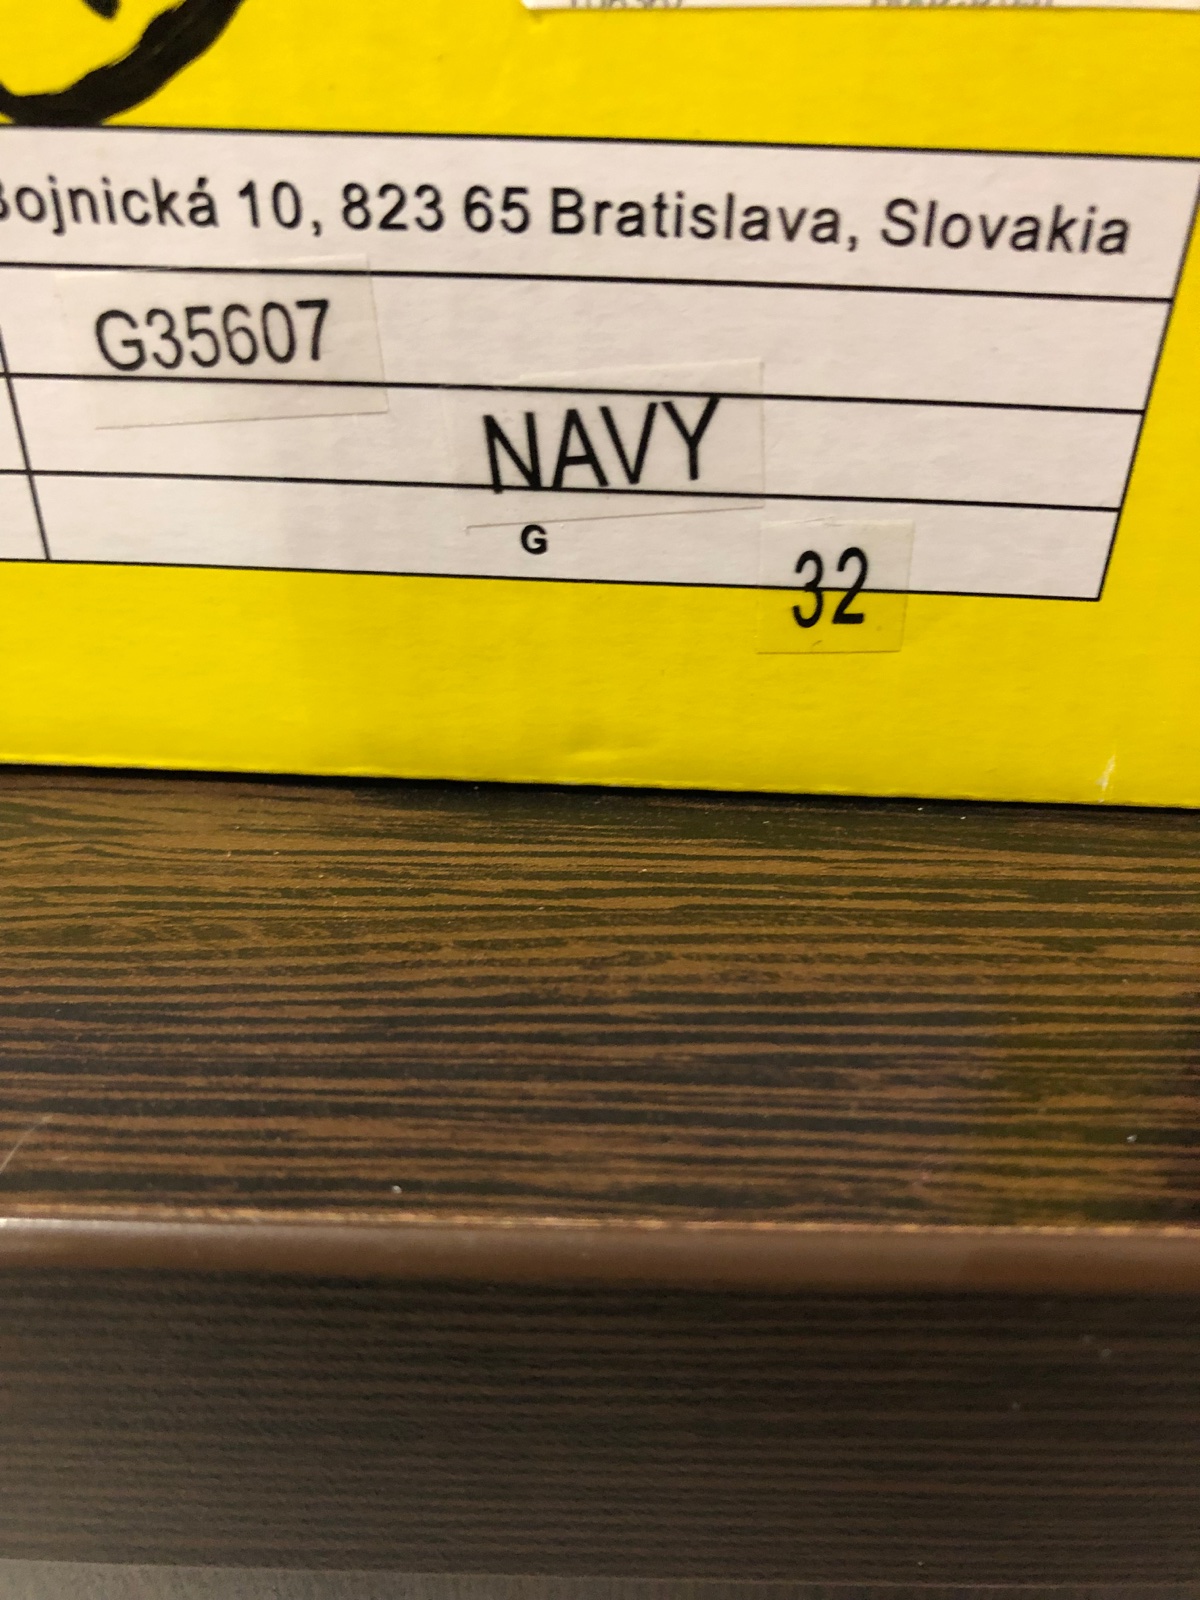 Bojnická 10, 823 65 Bratislava, Slovakia
G35607
NAVY
G
32